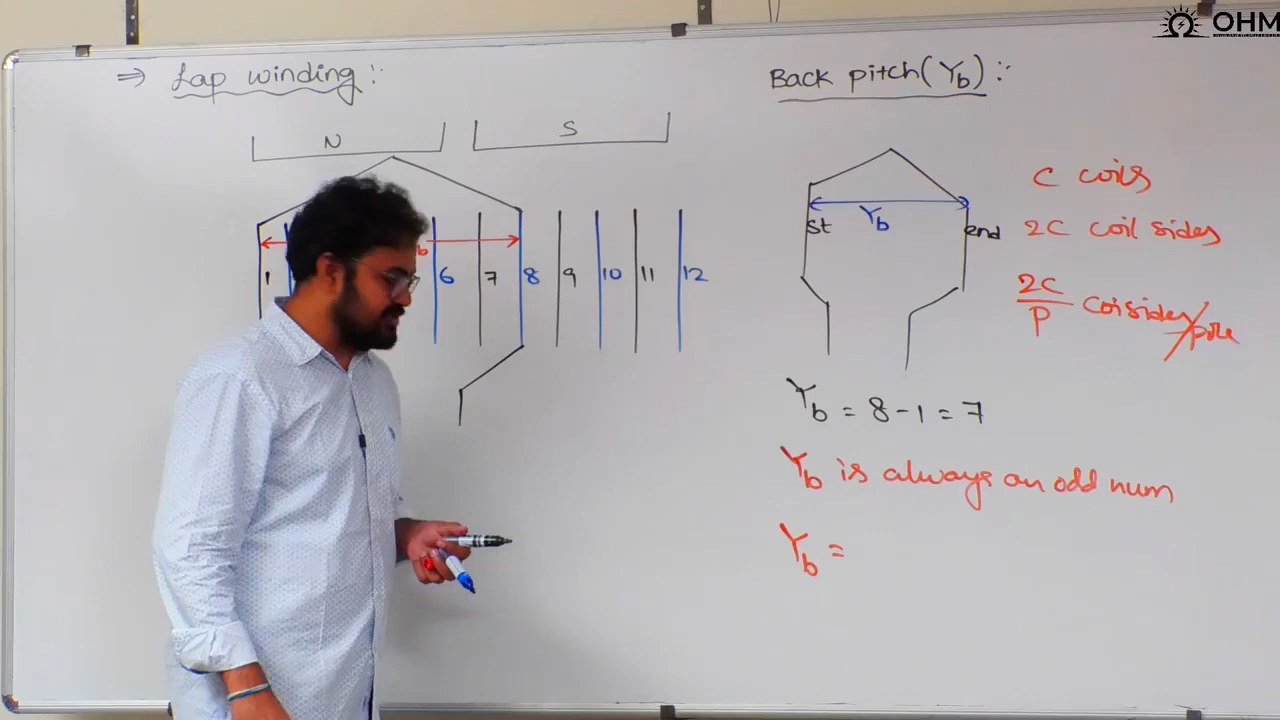 OHM
⇒ Lap winding :-
Back pitch (Yb) :-
N
S
C coils
2C coil sides
2C/P Coilsides/pole
Yb
st
end
b
1
6
7
8
9
10
11
12
Yb = 8 - 1 = 7
Yb is always an odd num
Yb =